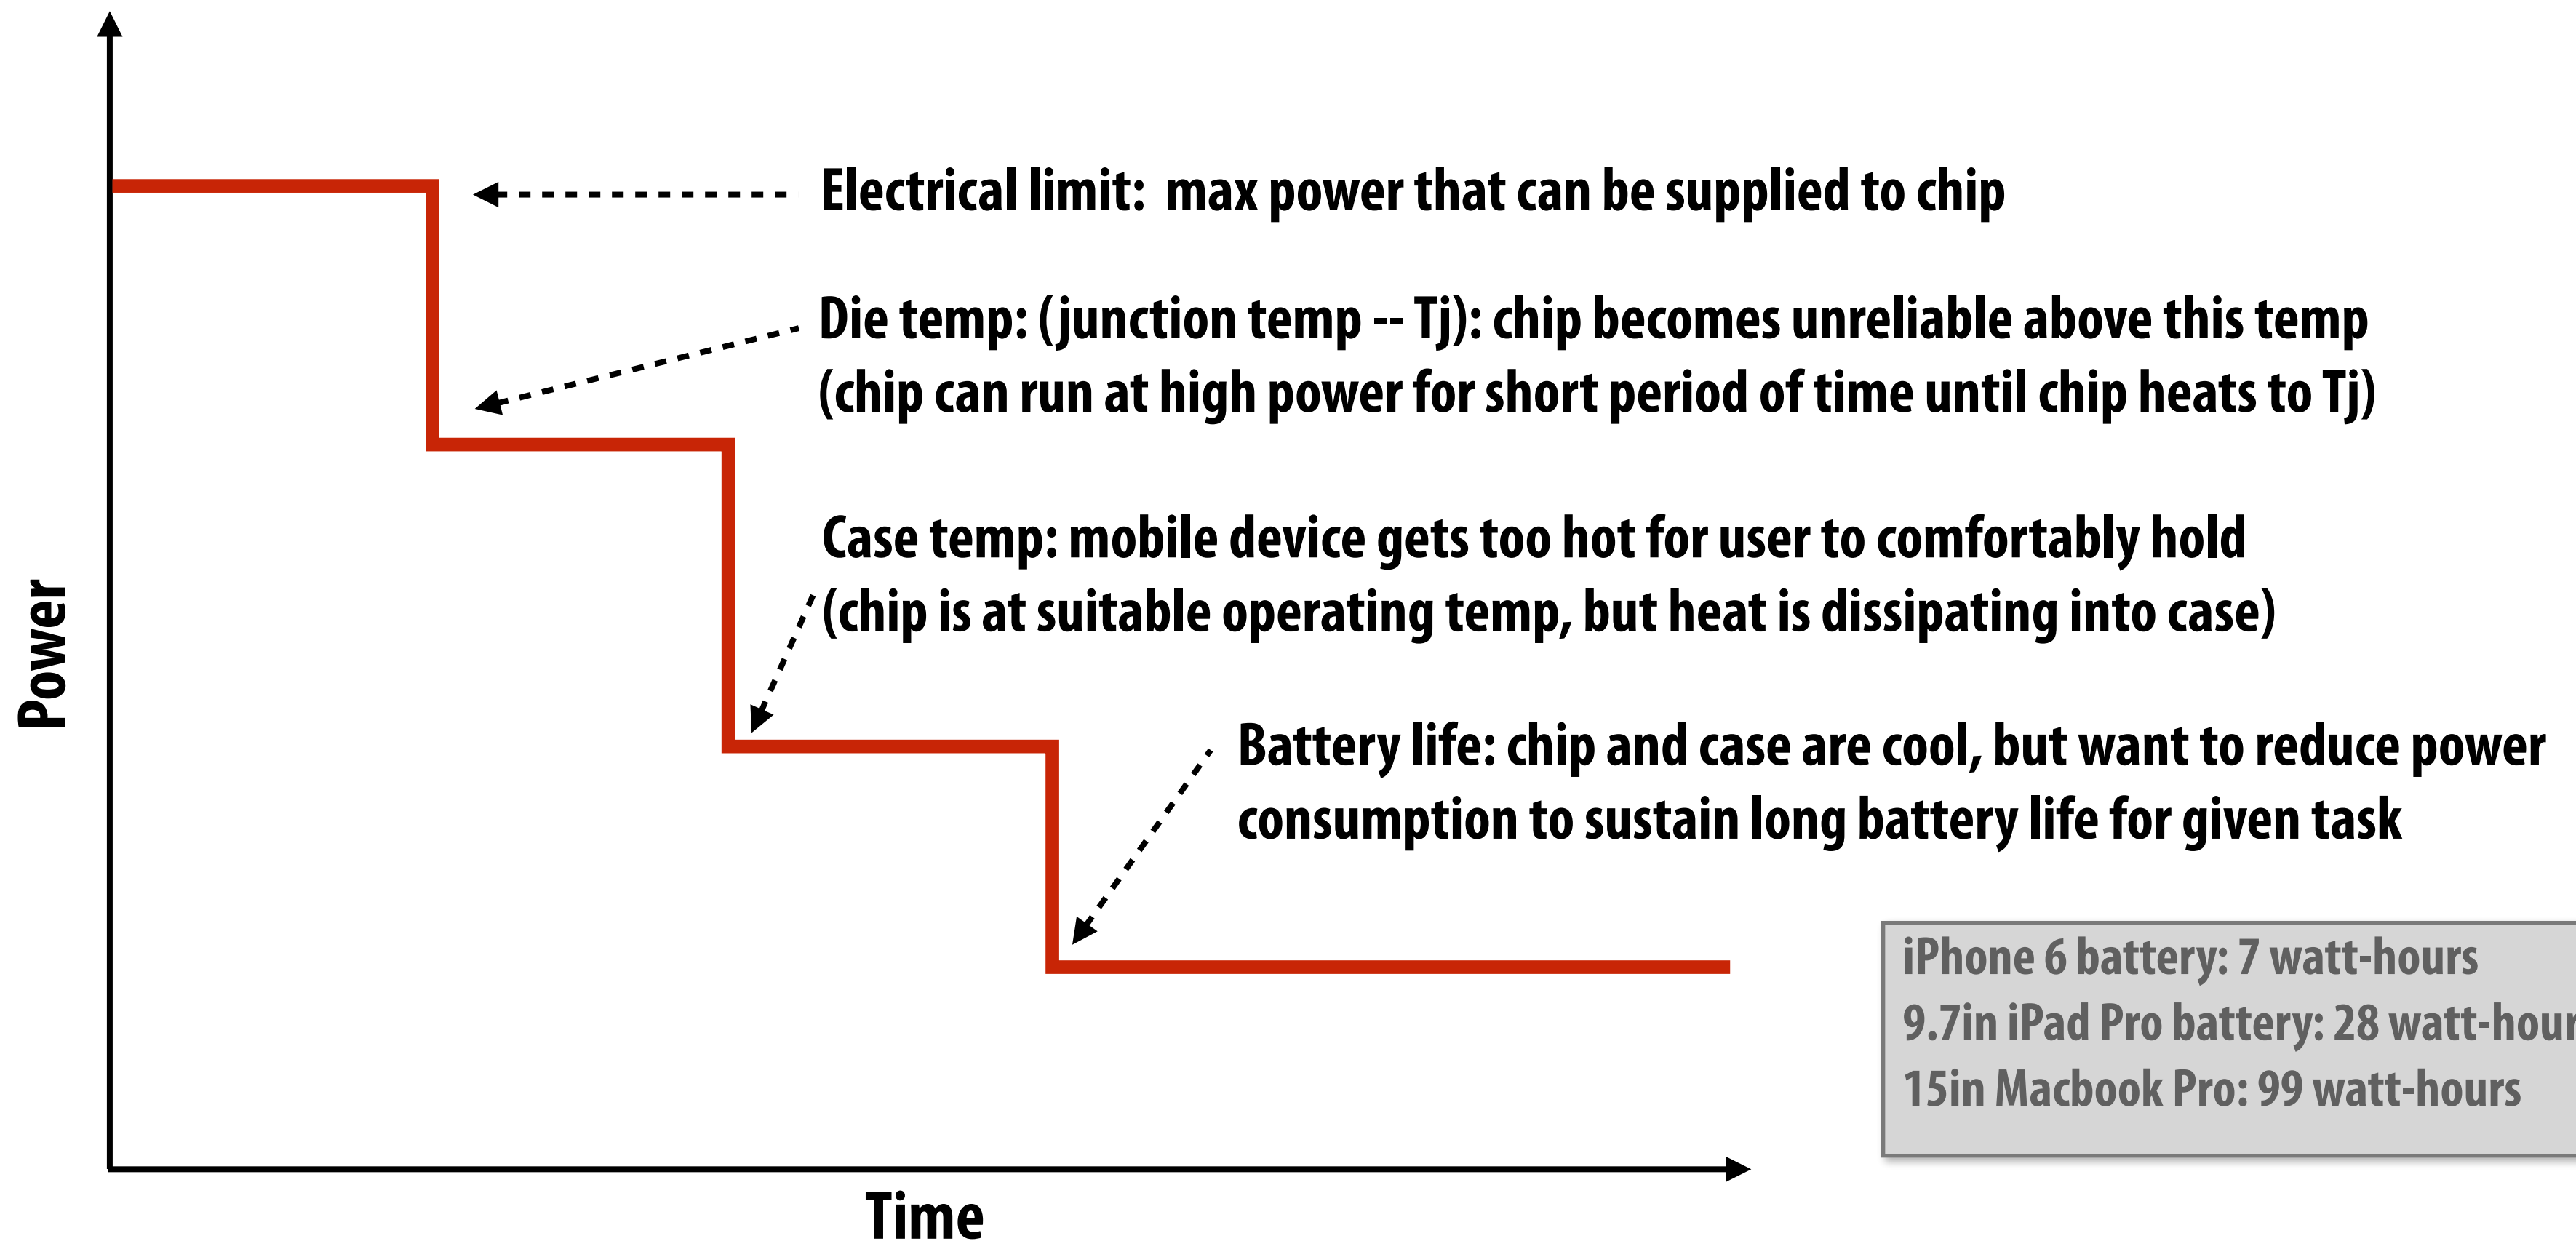 Electrical limit: max power that can be supplied to chip
Die temp: (junction temp -- Tj): chip becomes unreliable above this temp
(chip can run at high power for short period of time until chip heats to Tj)
Case temp: mobile device gets too hot for user to comfortably hold
(chip is at suitable operating temp, but heat is dissipating into case)
Power
Battery life: chip and case are cool, but want to reduce power
consumption to sustain long battery life for given task
iPhone 6 battery: 7 watt-hours
9.7in iPad Pro battery: 28 watt-hour
15in Macbook Pro: 99 watt-hours
Time